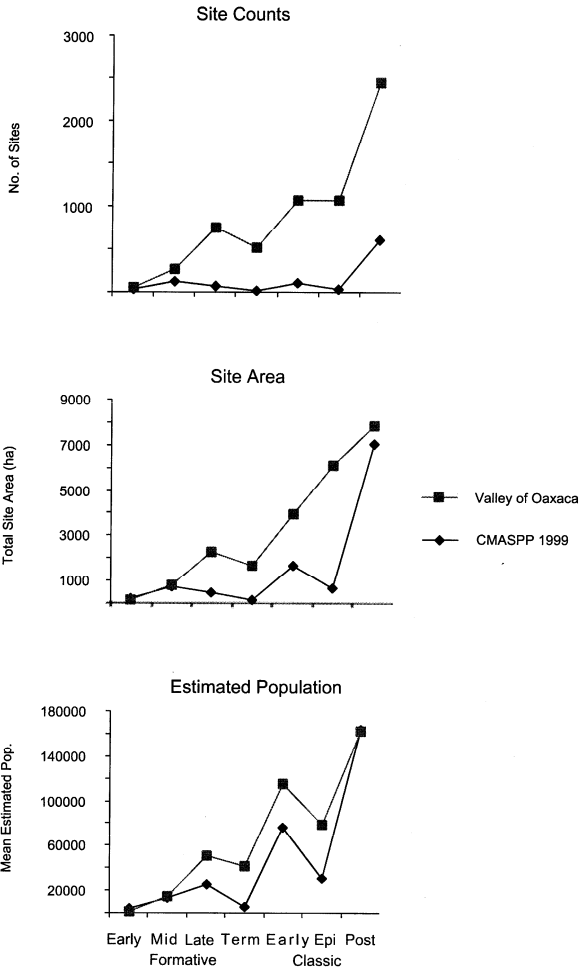 Site Counts
3000
2000
1000
No. of Sites
Site Area
9000
7000
5000
3000
1000
Total Site Area (ha)
Valley of Oaxaca
CMASPP 1999
Estimated Population
180000
140000
100000
60000
20000
Mean Estimated Pop.
Early Mid Late Term Early Epi Post
Formative Classic